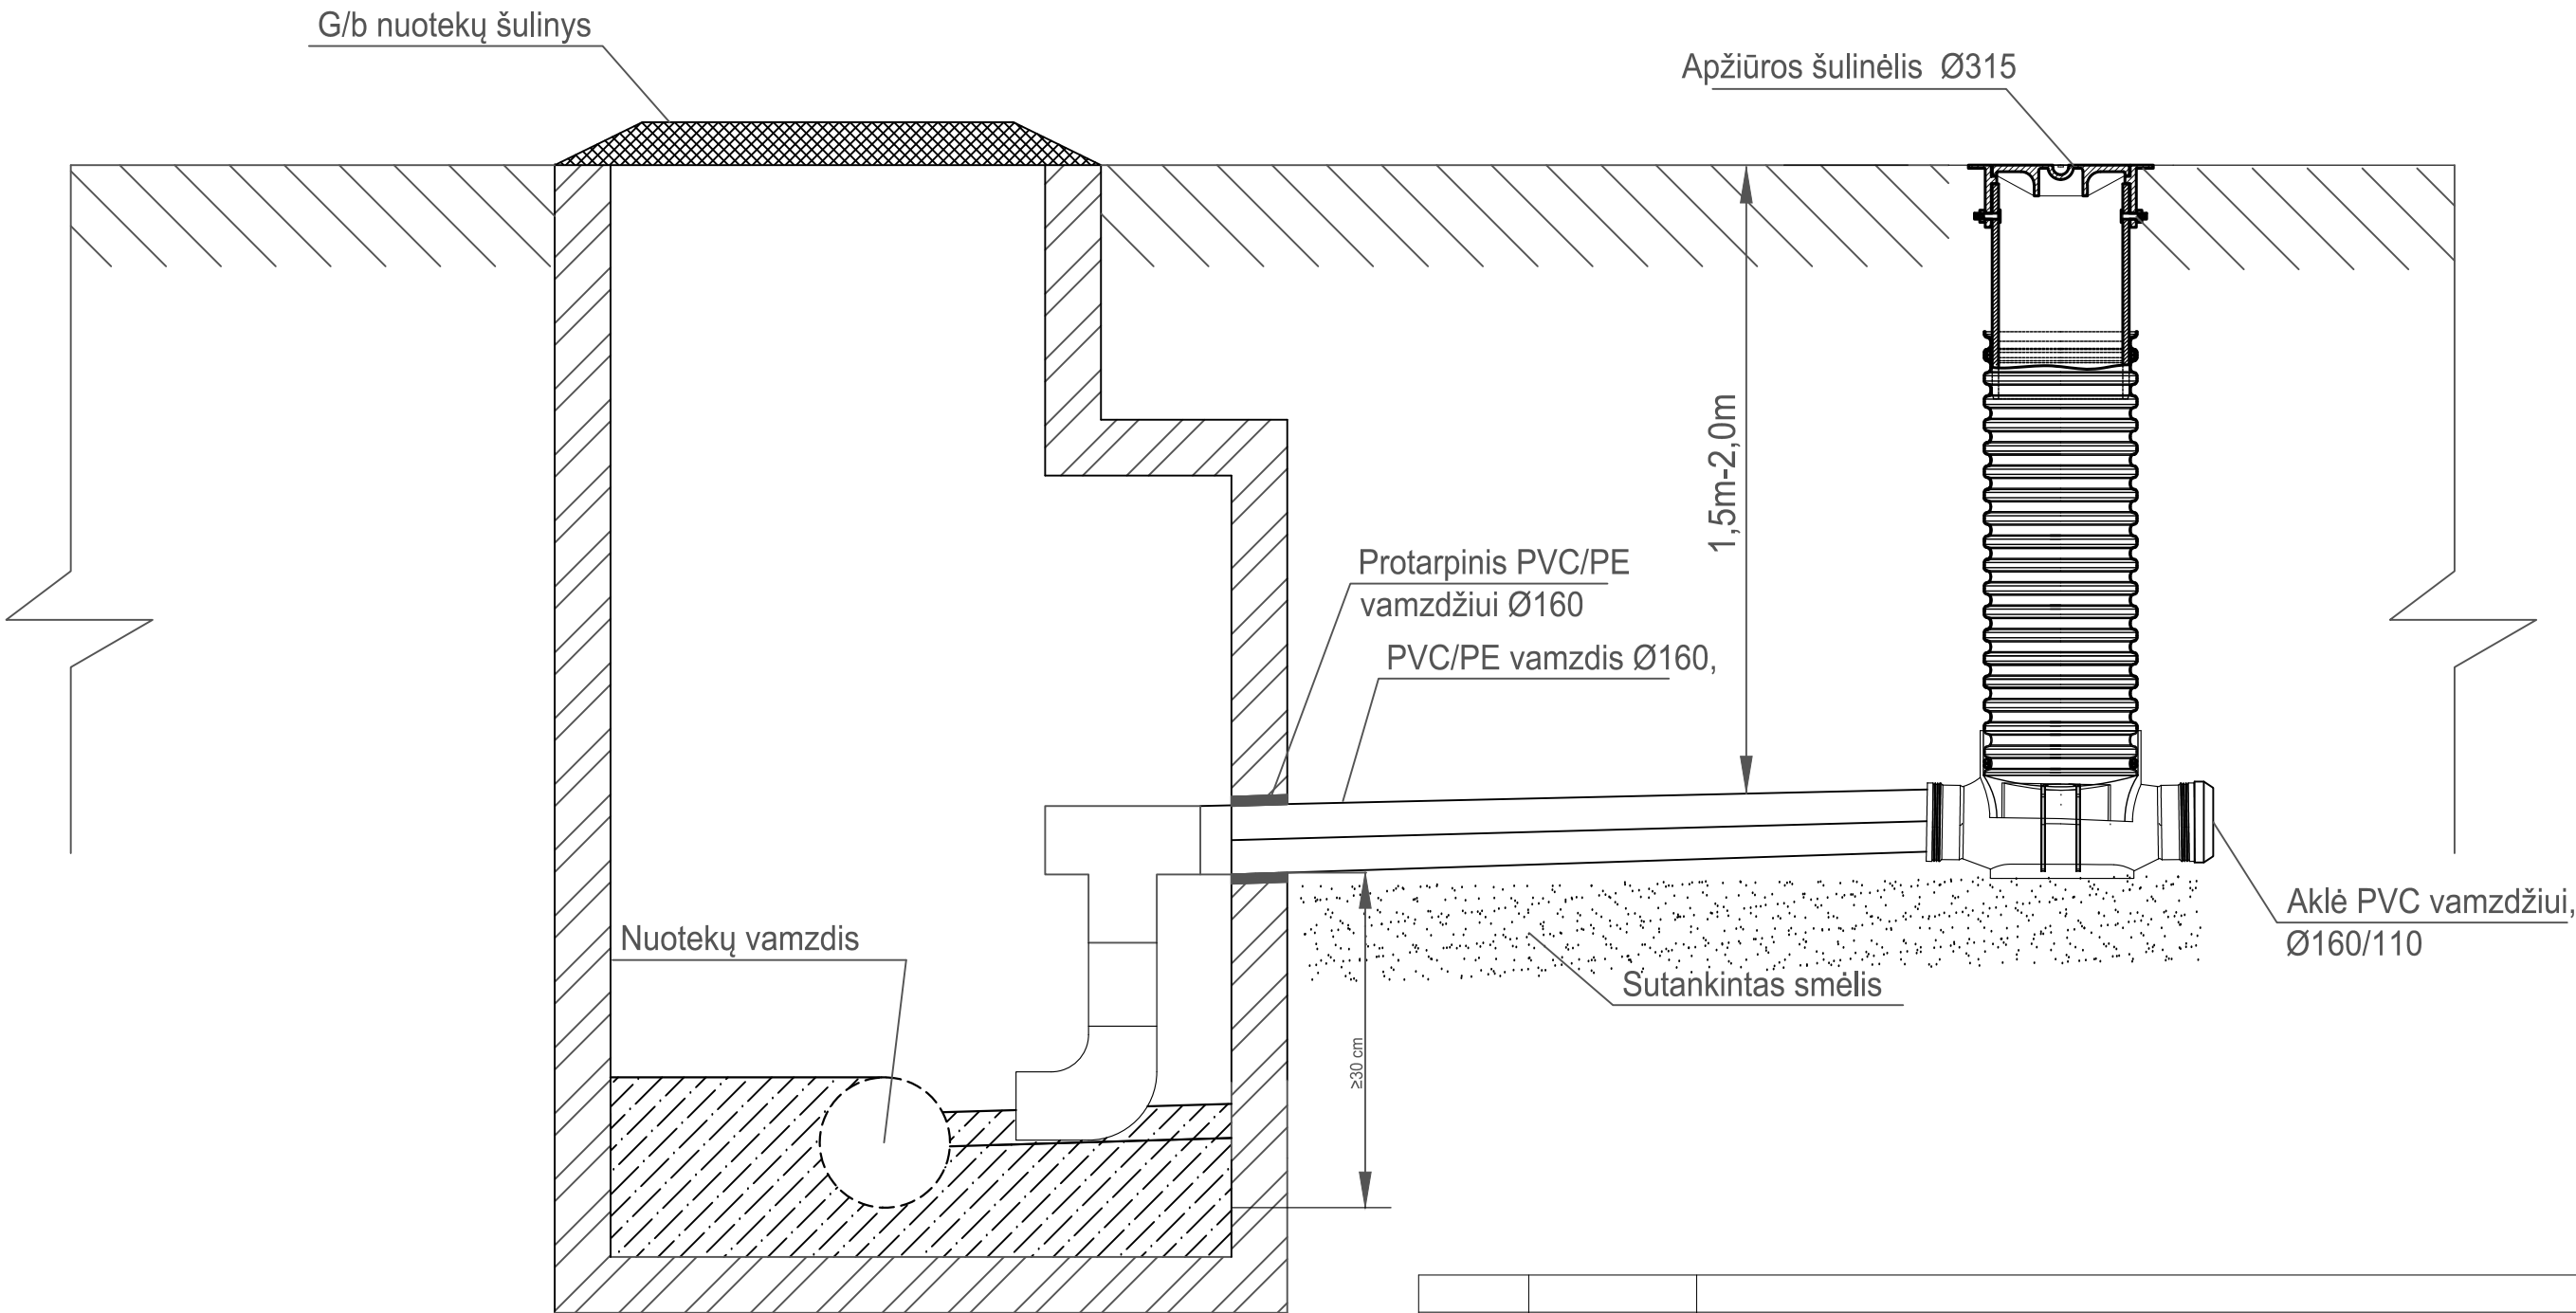 G/b nuotekų šulinys
Apžiūros šulinėlis Ø315
1,5m-2,0m
Protarpinis PVC/PE
vamzdžiui Ø160
PVC/PE vamzdis Ø160,
Nuotekų vamzdis
Aklė PVC vamzdžiui,
Ø160/110
Sutankintas smėlis
≥30 cm